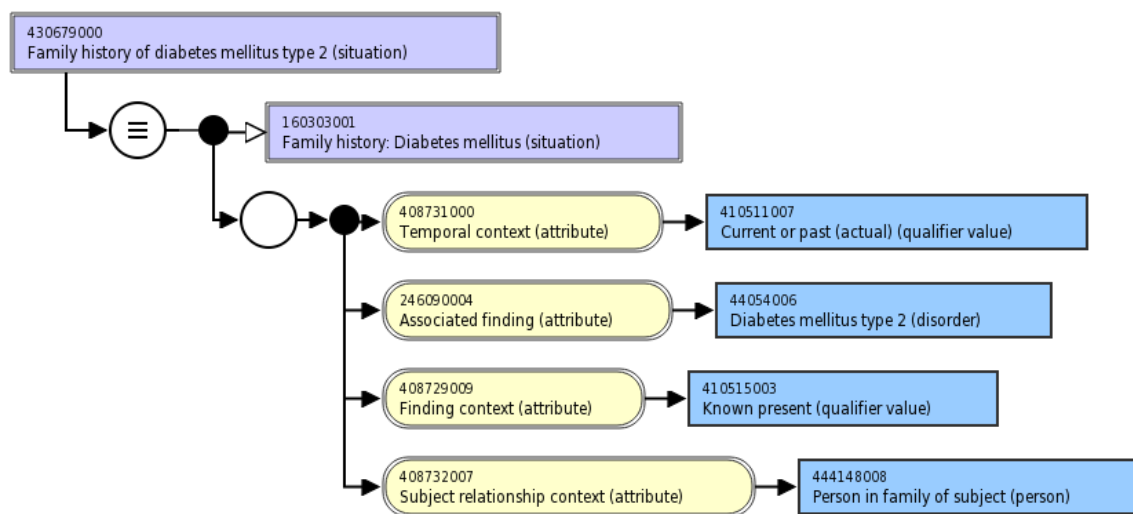 430679000
Family history of diabetes mellitus type 2 (situation)
160303001
Family history: Diabetes mellitus (situation)
408731000
Temporal context (attribute)
410511007
Current or past (actual) (qualifier value)
246090004
Associated finding (attribute)
44054006
Diabetes mellitus type 2 (disorder)
408729009
Finding context (attribute)
410515003
Known present (qualifier value)
408732007
Subject relationship context (attribute)
444148008
Person in family of subject (person)